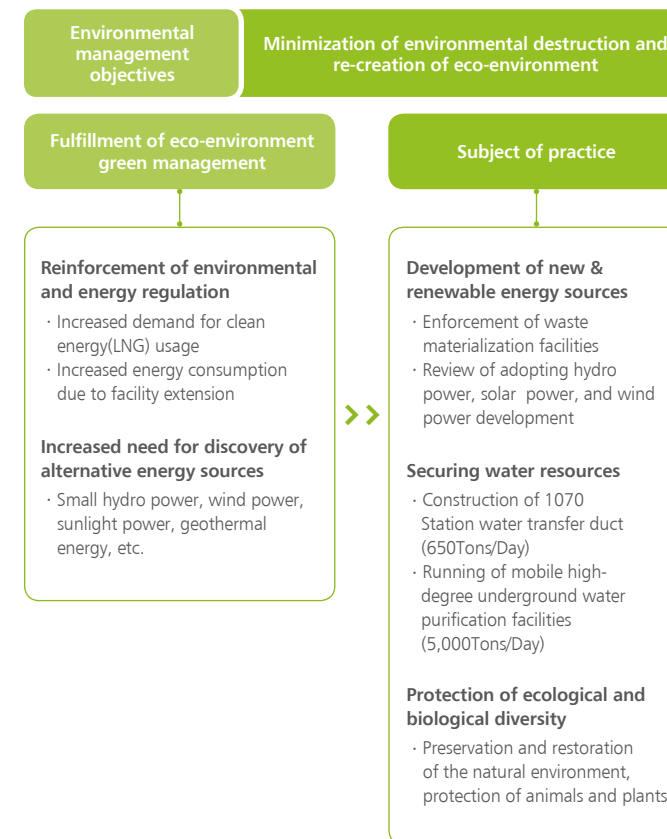 Environmental
management
objectives
Minimization of environmental destruction and
re-creation of eco-environment
Fulfillment of eco-environment
green management
Reinforcement of environmental
and energy regulation
· Increased demand for clean
energy(LNG) usage
· Increased energy consumption
due to facility extension
Increased need for discovery of
alternative energy sources
· Small hydro power, wind power,
sunlight power, geothermal
energy, etc.
Subject of practice
Development of new &
renewable energy sources
· Enforcement of waste
materialization facilities
· Review of adopting hydro
power, solar power, and wind
power development
Securing water resources
· Construction of 1070
Station water transfer duct
(650Tons/Day)
· Running of mobile high-
degree underground water
purification facilities
(5,000Tons/Day)
Protection of ecological and
biological diversity
· Preservation and restoration
of the natural environment,
protection of animals and plants